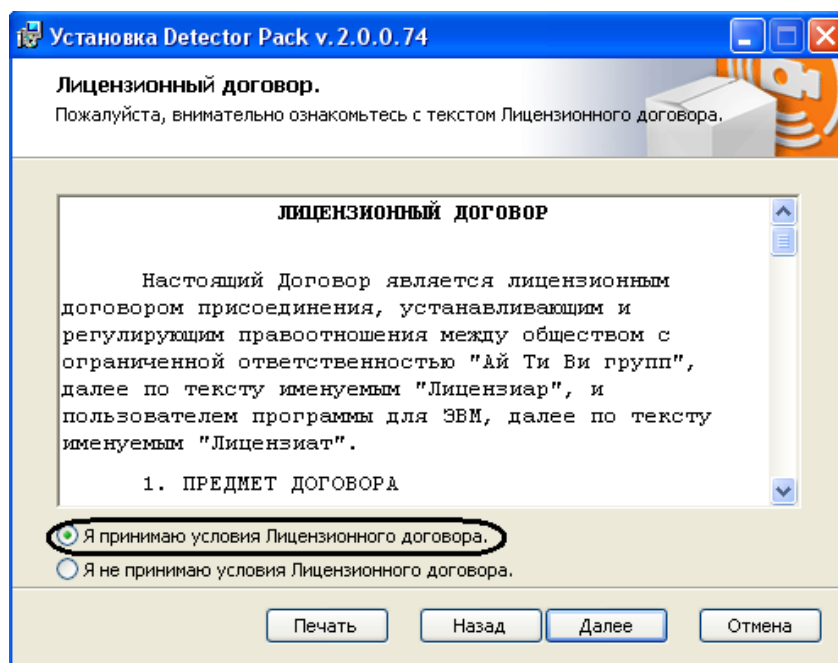 Установка Detector Pack v.2.0.0.74
Лицензионный договор.
Пожалуйста, внимательно ознакомьтесь с текстом Лицензионного договора.
ЛИЦЕНЗИОННЫЙ ДОГОВОР
Настоящий Договор является лицензионным
договором присоединения, устанавливающим и
регулирующим правоотношения между обществом с
ограниченной ответственностью "Ай Ти Ви групп",
далее по тексту именуемым "Лицензиар", и
пользователем программы для ЭВМ, далее по тексту
именуемым "Лицензиат".
1. ПРЕДМЕТ ДОГОВОРА
Я принимаю условия Лицензионного договора.
Я не принимаю условия Лицензионного договора.
Печать Назад Далее Отмена